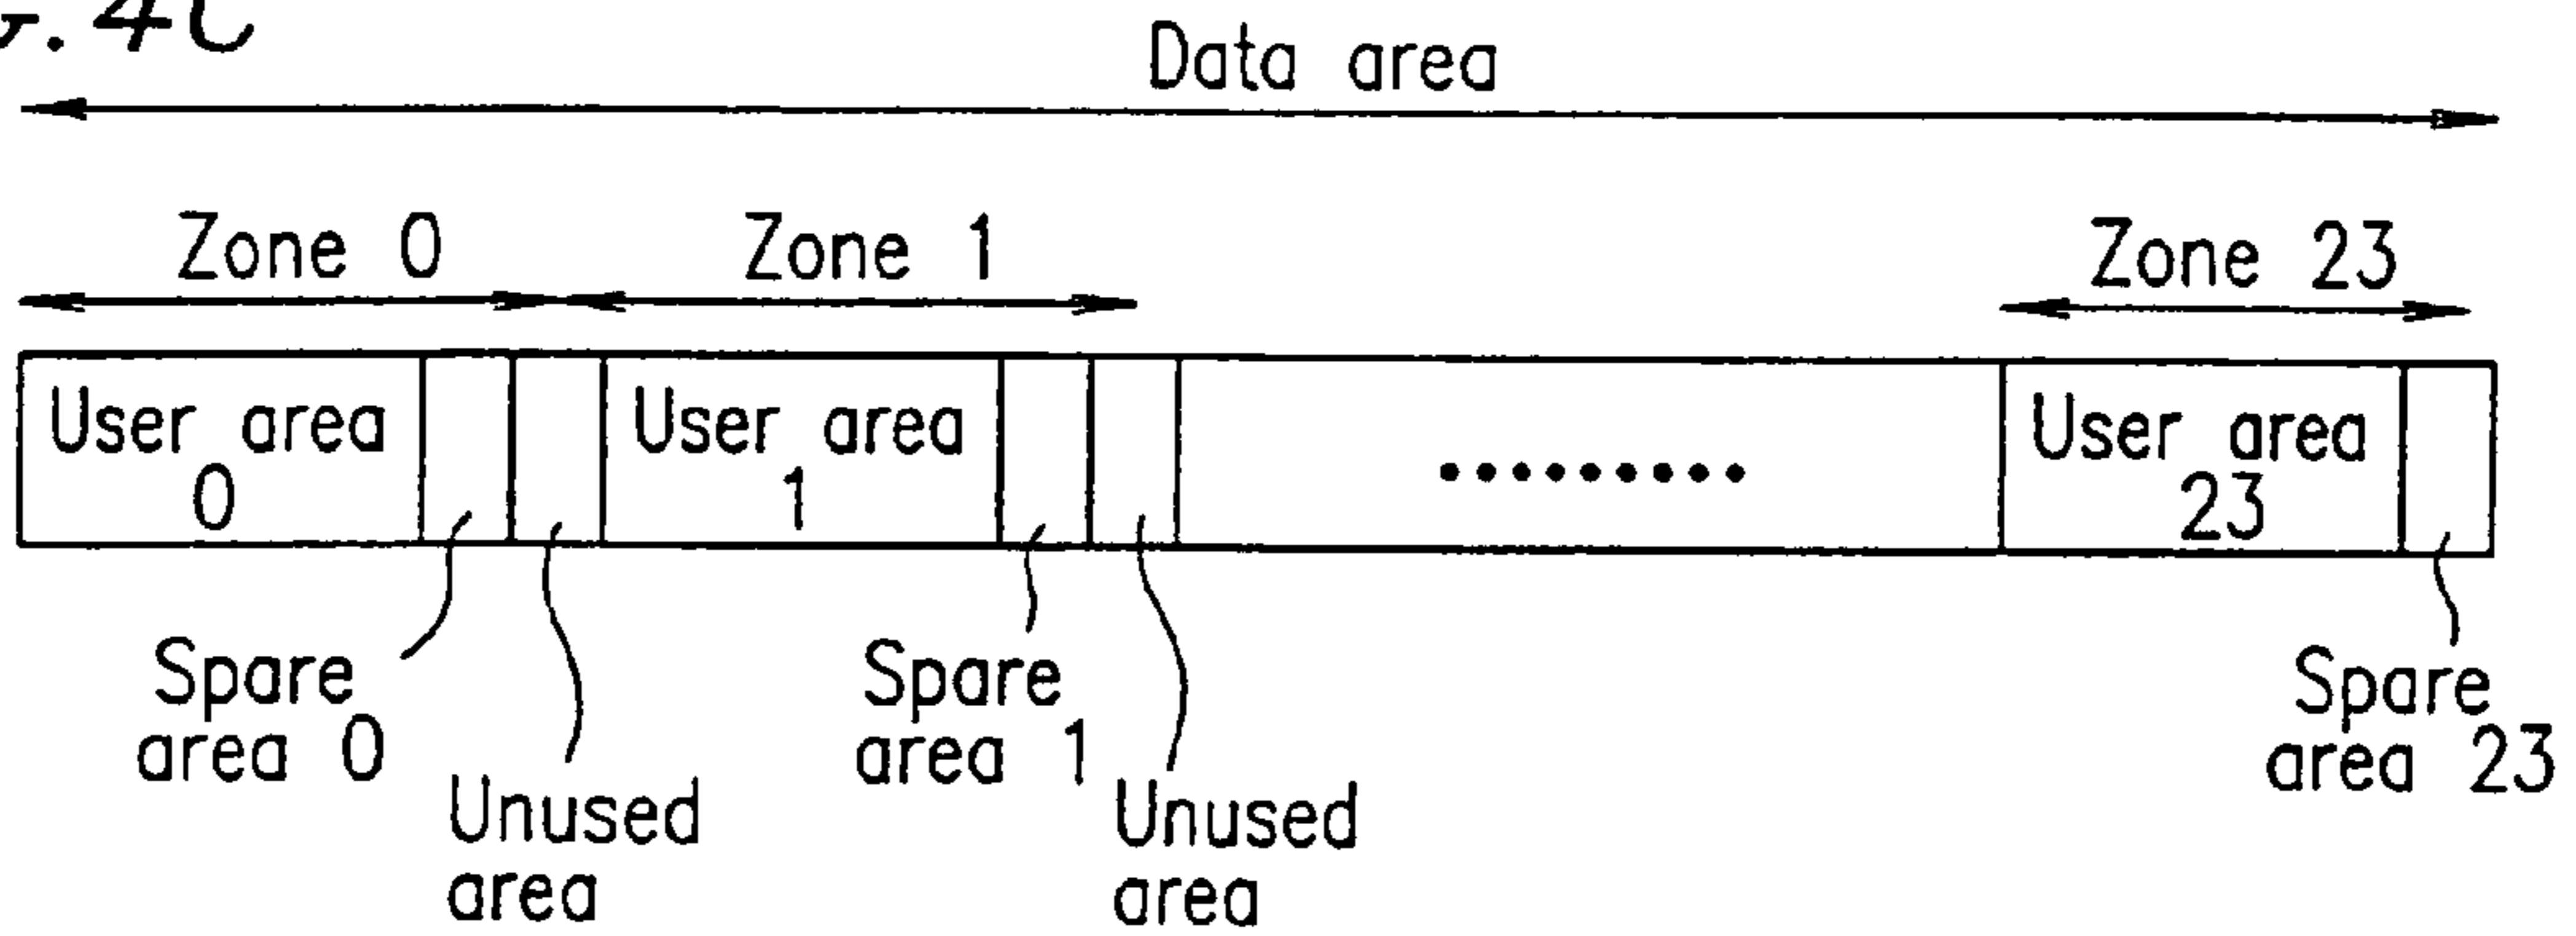 . 4C
Data area
Zone 0
Zone 1
Zone 23
User area
0
User area
1
.........
User area
23
Spare
area 0
Unused
area
Spare
area 1
Unused
area
Spare
area 23